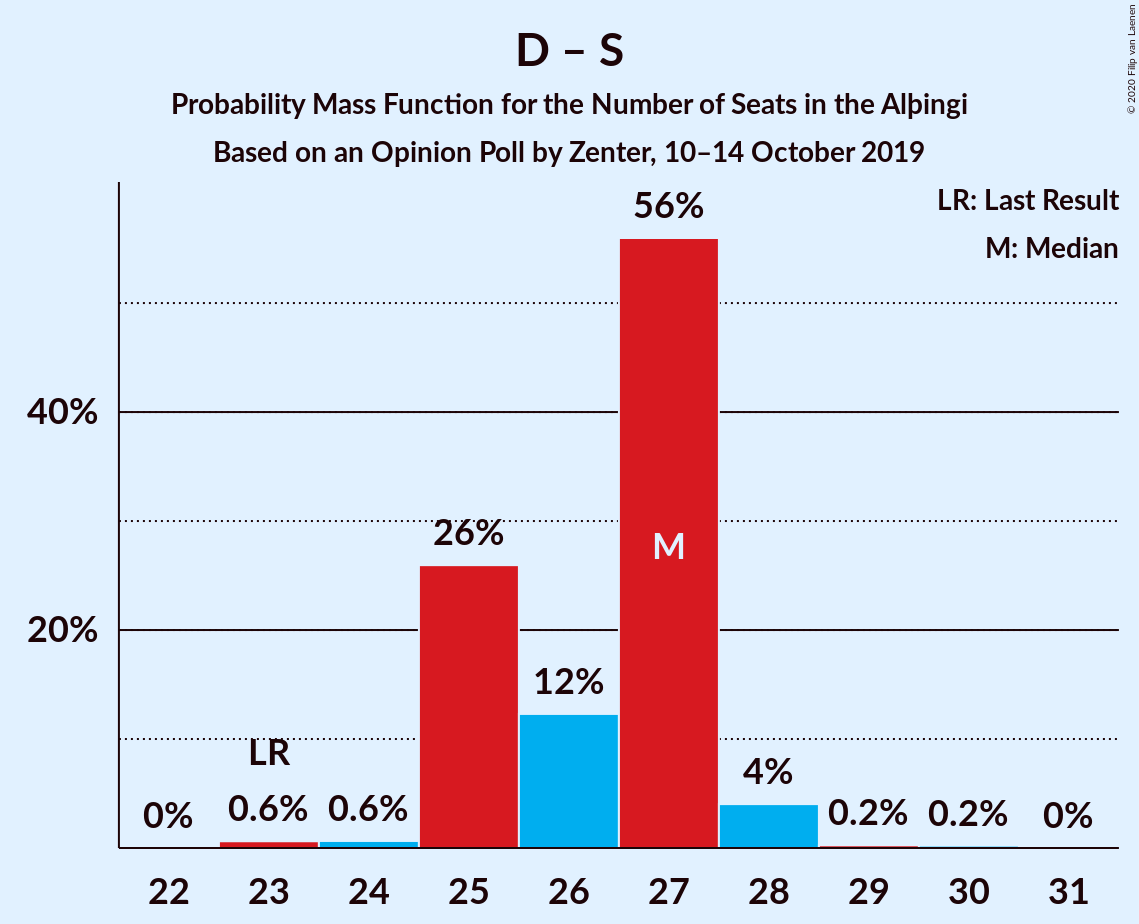 D – S
Probability Mass Function for the Number of Seats in the Alþingi
Based on an Opinion Poll by Zenter, 10–14 October 2019
© 2020 Filip van Laenen
LR: Last Result
M: Median
56%
40%
26%
M
20%
12%
LR
4%
0%
0.6%
0.6%
0.2%
0.2%
0%
22 23 24 25 26 27 28 29 30 31